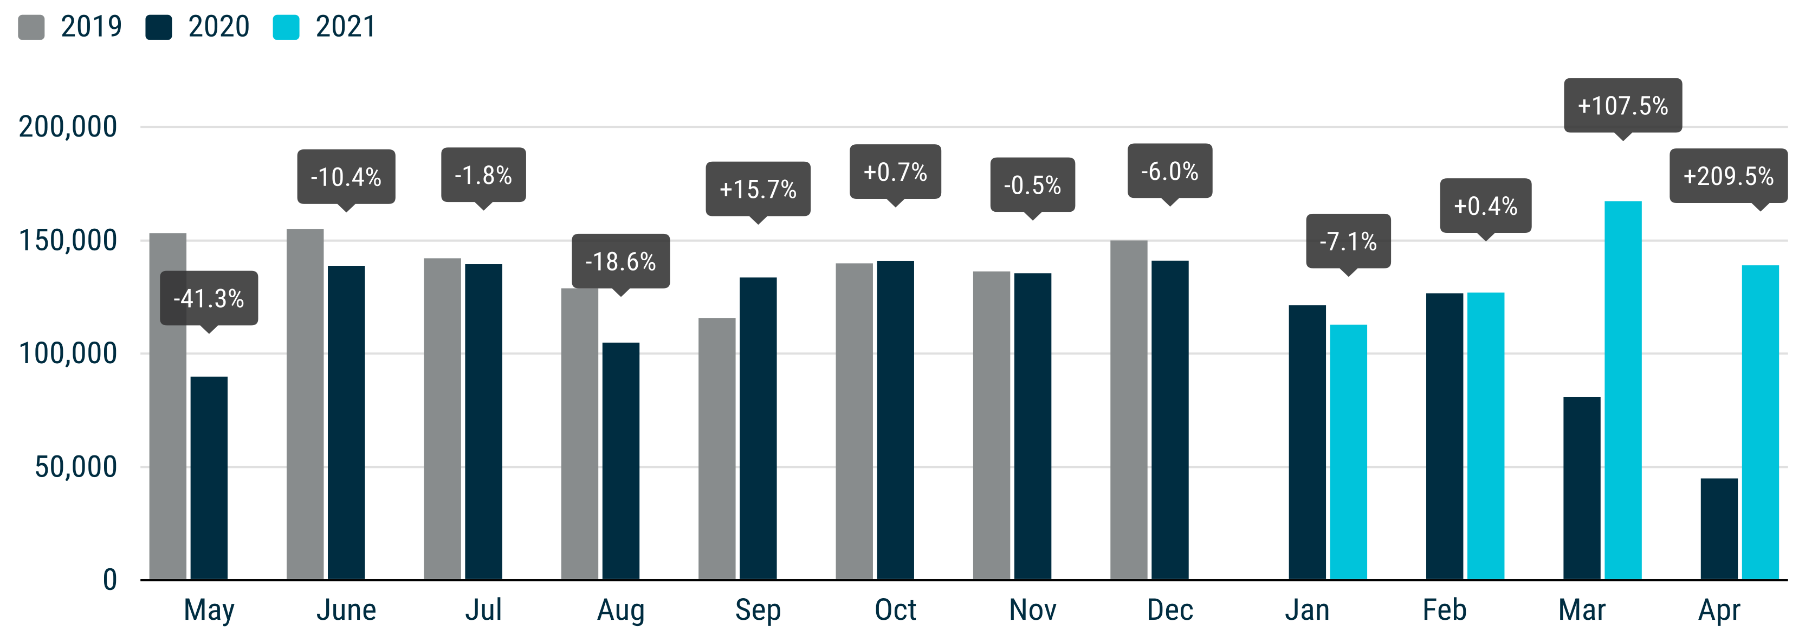 2019 2020 2021
+107.5%
200,000
-10.4% -1.8% +15.7% +0.7% -0.5% -6.0% +0.4% +209.5%
150,000
-41.3% -18.6% -7.1%
100,000
50,000
0
May June Jul Aug Sep Oct Nov Dec Jan Feb Mar Apr